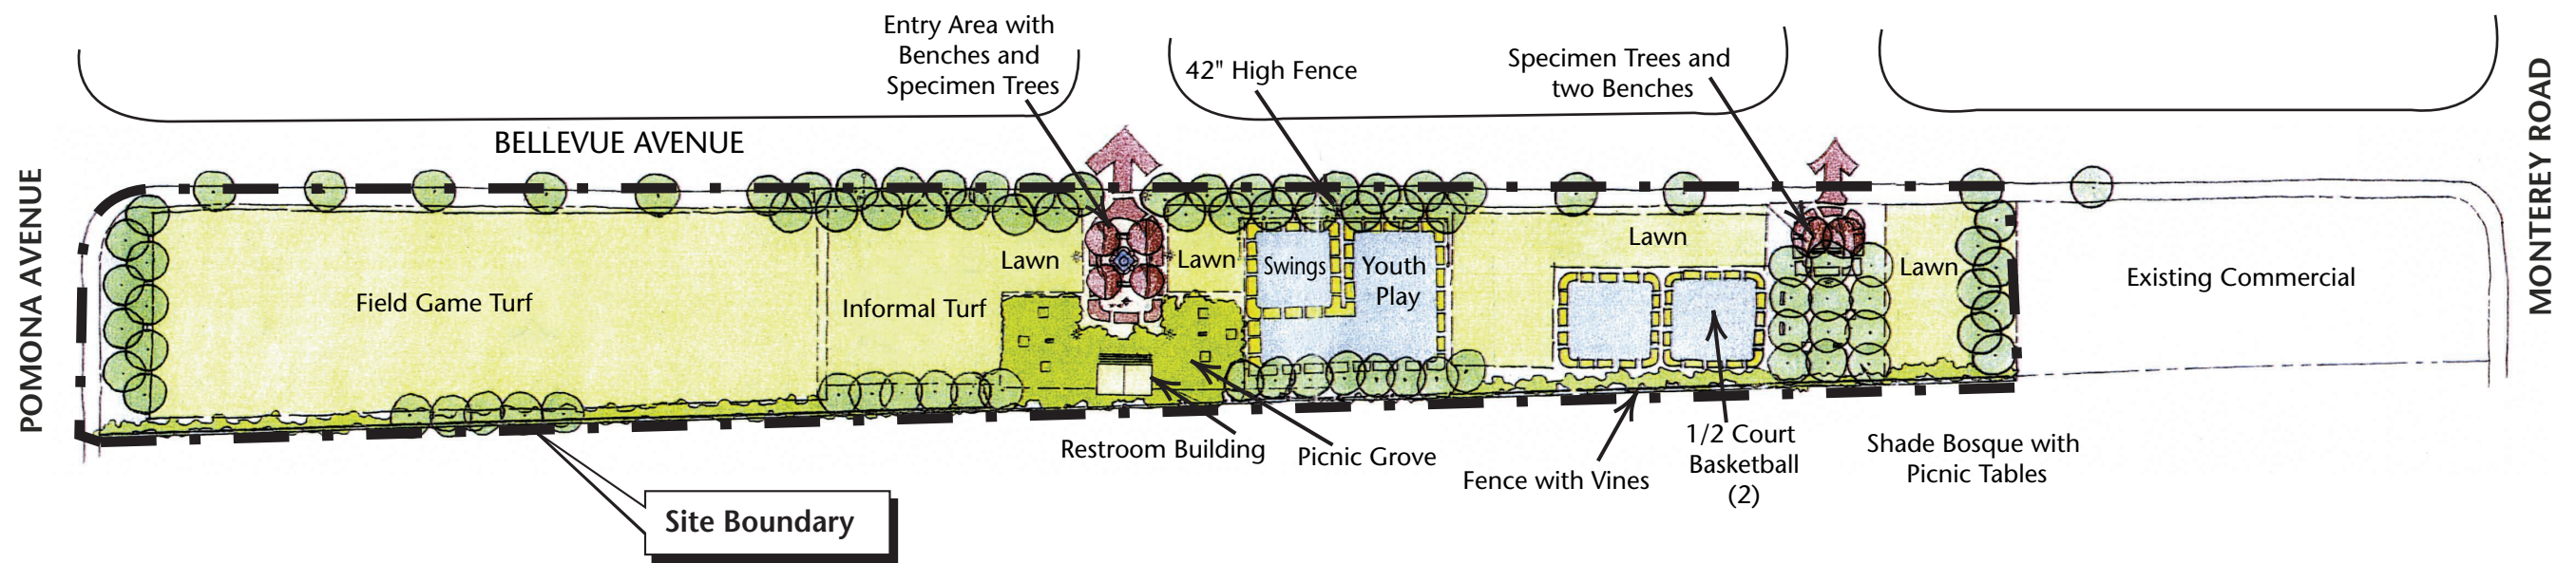 Entry Area with
Benches and
Specimen Trees
42" High Fence
Specimen Trees and
two Benches
BELLEVUE AVENUE
POMONA AVENUE
MONTEREY ROAD
Field Game Turf
Informal Turf
Lawn
Lawn
Swings
Youth
Play
Lawn
Lawn
Existing Commercial
Restroom Building
Picnic Grove
Fence with Vines
1/2 Court
Basketball
(2)
Shade Bosque with
Picnic Tables
Site Boundary